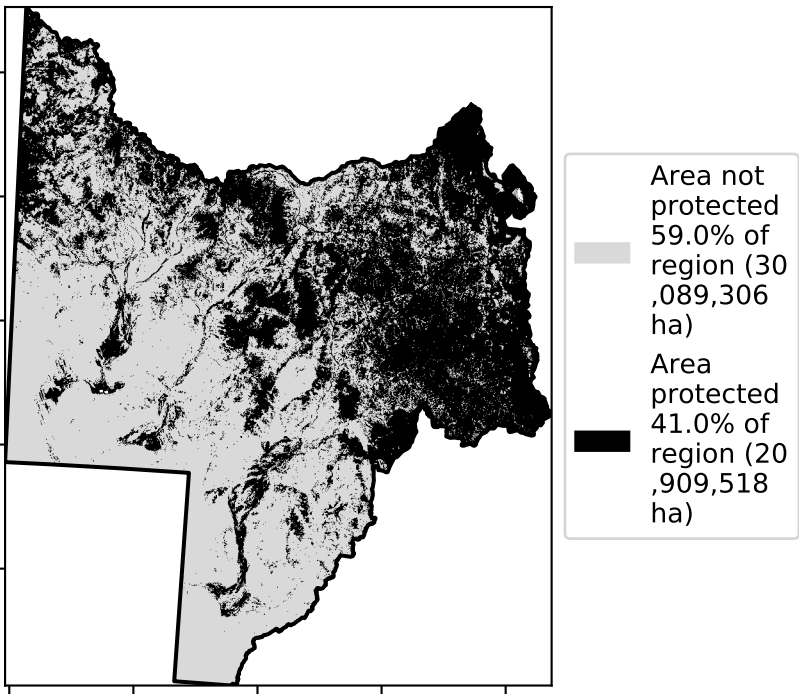 Area not
protected
59.0% of
region (30
,089,306
ha)
Area
protected
41.0% of
region (20
,909,518
ha)